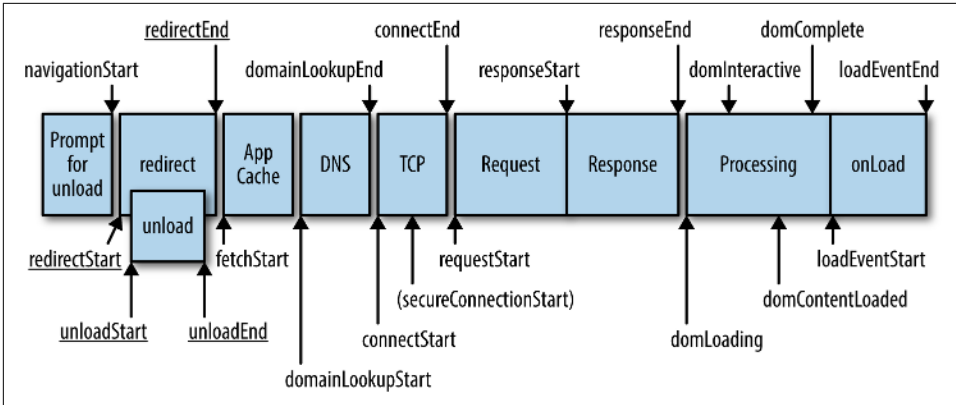 redirectEnd
connectEnd
responseEnd
domComplete
navigationStart
domainLookupEnd
responseStart
domInteractive
loadEventEnd
Prompt
for
unload
redirect
App
Cache
DNS
TCP
Request
Response
Processing
onLoad
unload
redirectStart
fetchStart
requestStart
loadEventStart
(secureConnectionStart)
domContentLoaded
unloadStart
unloadEnd
connectStart
domLoading
domainLookupStart